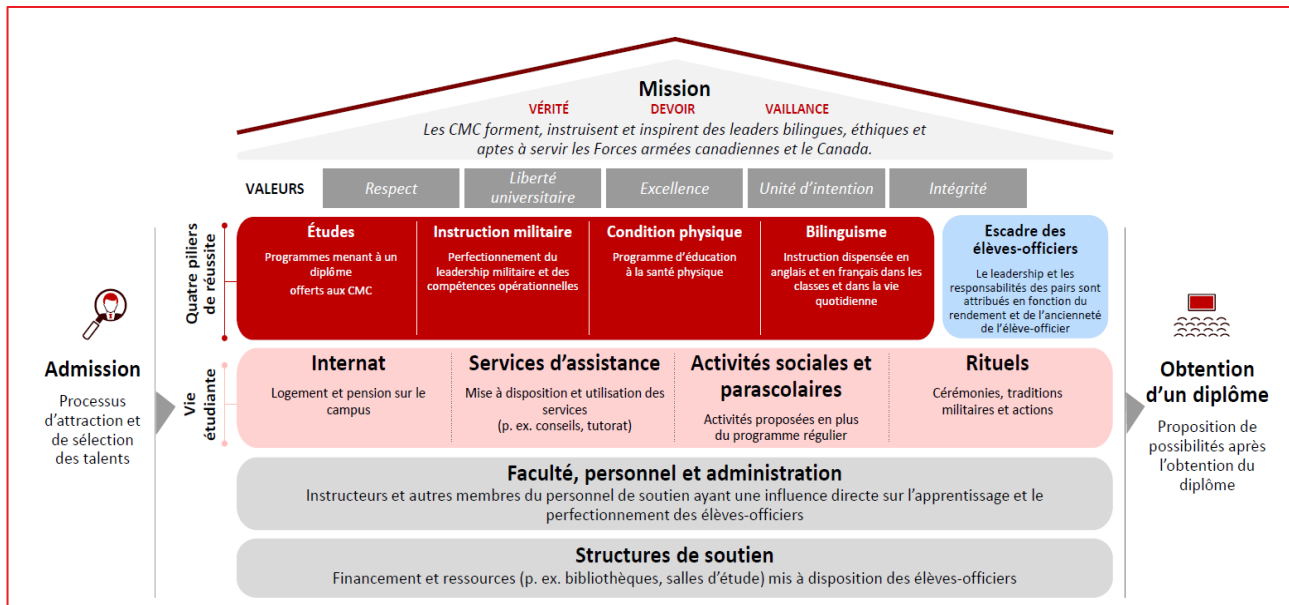 Mission
VÉRITÉ DEVOIR VAILLANCE
Les CMC forment, instruisent et inspirent des leaders bilingues, éthiques et
aptes à servir les Forces armées canadiennes et le Canada.
VALEURS
Respect
Liberté
universitaire
Excellence
Unité d'intention
Intégrité
Quatre piliers
de réussite
Études
Programmes menant à un
diplôme
offerts aux CMC
Instruction militaire
Perfectionnement du
leadership militaire et des
compétences opérationnelles
Condition physique
Programme d'éducation
à la santé physique
Bilinguisme
Instruction dispensée en
anglais et en français dans les
classes et dans la vie
quotidienne
Escadre des
élèves-officiers
Le leadership et les
responsabilités des pairs sont
attribués en fonction du
rendement et de l'ancienneté
de l'élève-officier
Admission
Processus
d'attraction et
de sélection
des talents
Vie
étudiante
Internat
Logement et pension sur le
campus
Services d'assistance
Mise à disposition et utilisation des
services
(p. ex. conseils, tutorat)
Activités sociales et
parascolaires
Activités proposées en plus
du programme régulier
Rituels
Cérémonies, traditions
militaires et actions
Obtention
d'un diplôme
Proposition de
possibilités après
l'obtention du
diplôme
Faculté, personnel et administration
Instructeurs et autres membres du personnel de soutien ayant une influence directe sur l'apprentissage et le
perfectionnement des élèves-officiers
Structures de soutien
Financement et ressources (p. ex. bibliothèques, salles d'étude) mis à disposition des élèves-officiers